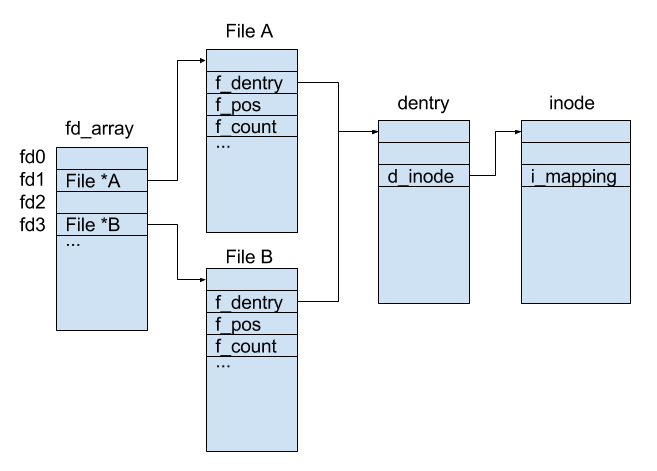 fd_array
fd0
fd1 File *A
fd2
fd3 File *B
...
File A
f_dentry
f_pos
f_count
...
File B
f_dentry
f_pos
f_count
...
dentry
d_inode
inode
i_mapping